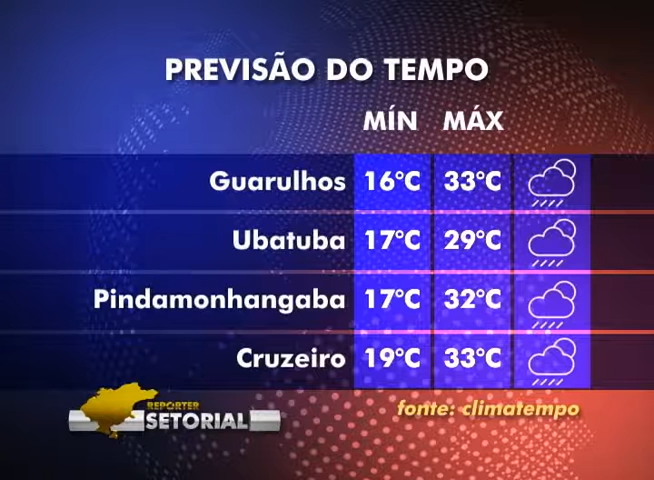 PREVISÃO DO TEMPO
MÍN MÁX
Guarulhos 16°C 33°C
Ubatuba 17°C 29°C
Pindamonhangaba 17°C 32°C
Cruzeiro 19°C 33°C
REPÓRTER
SETORIAL
fonte: climatempo